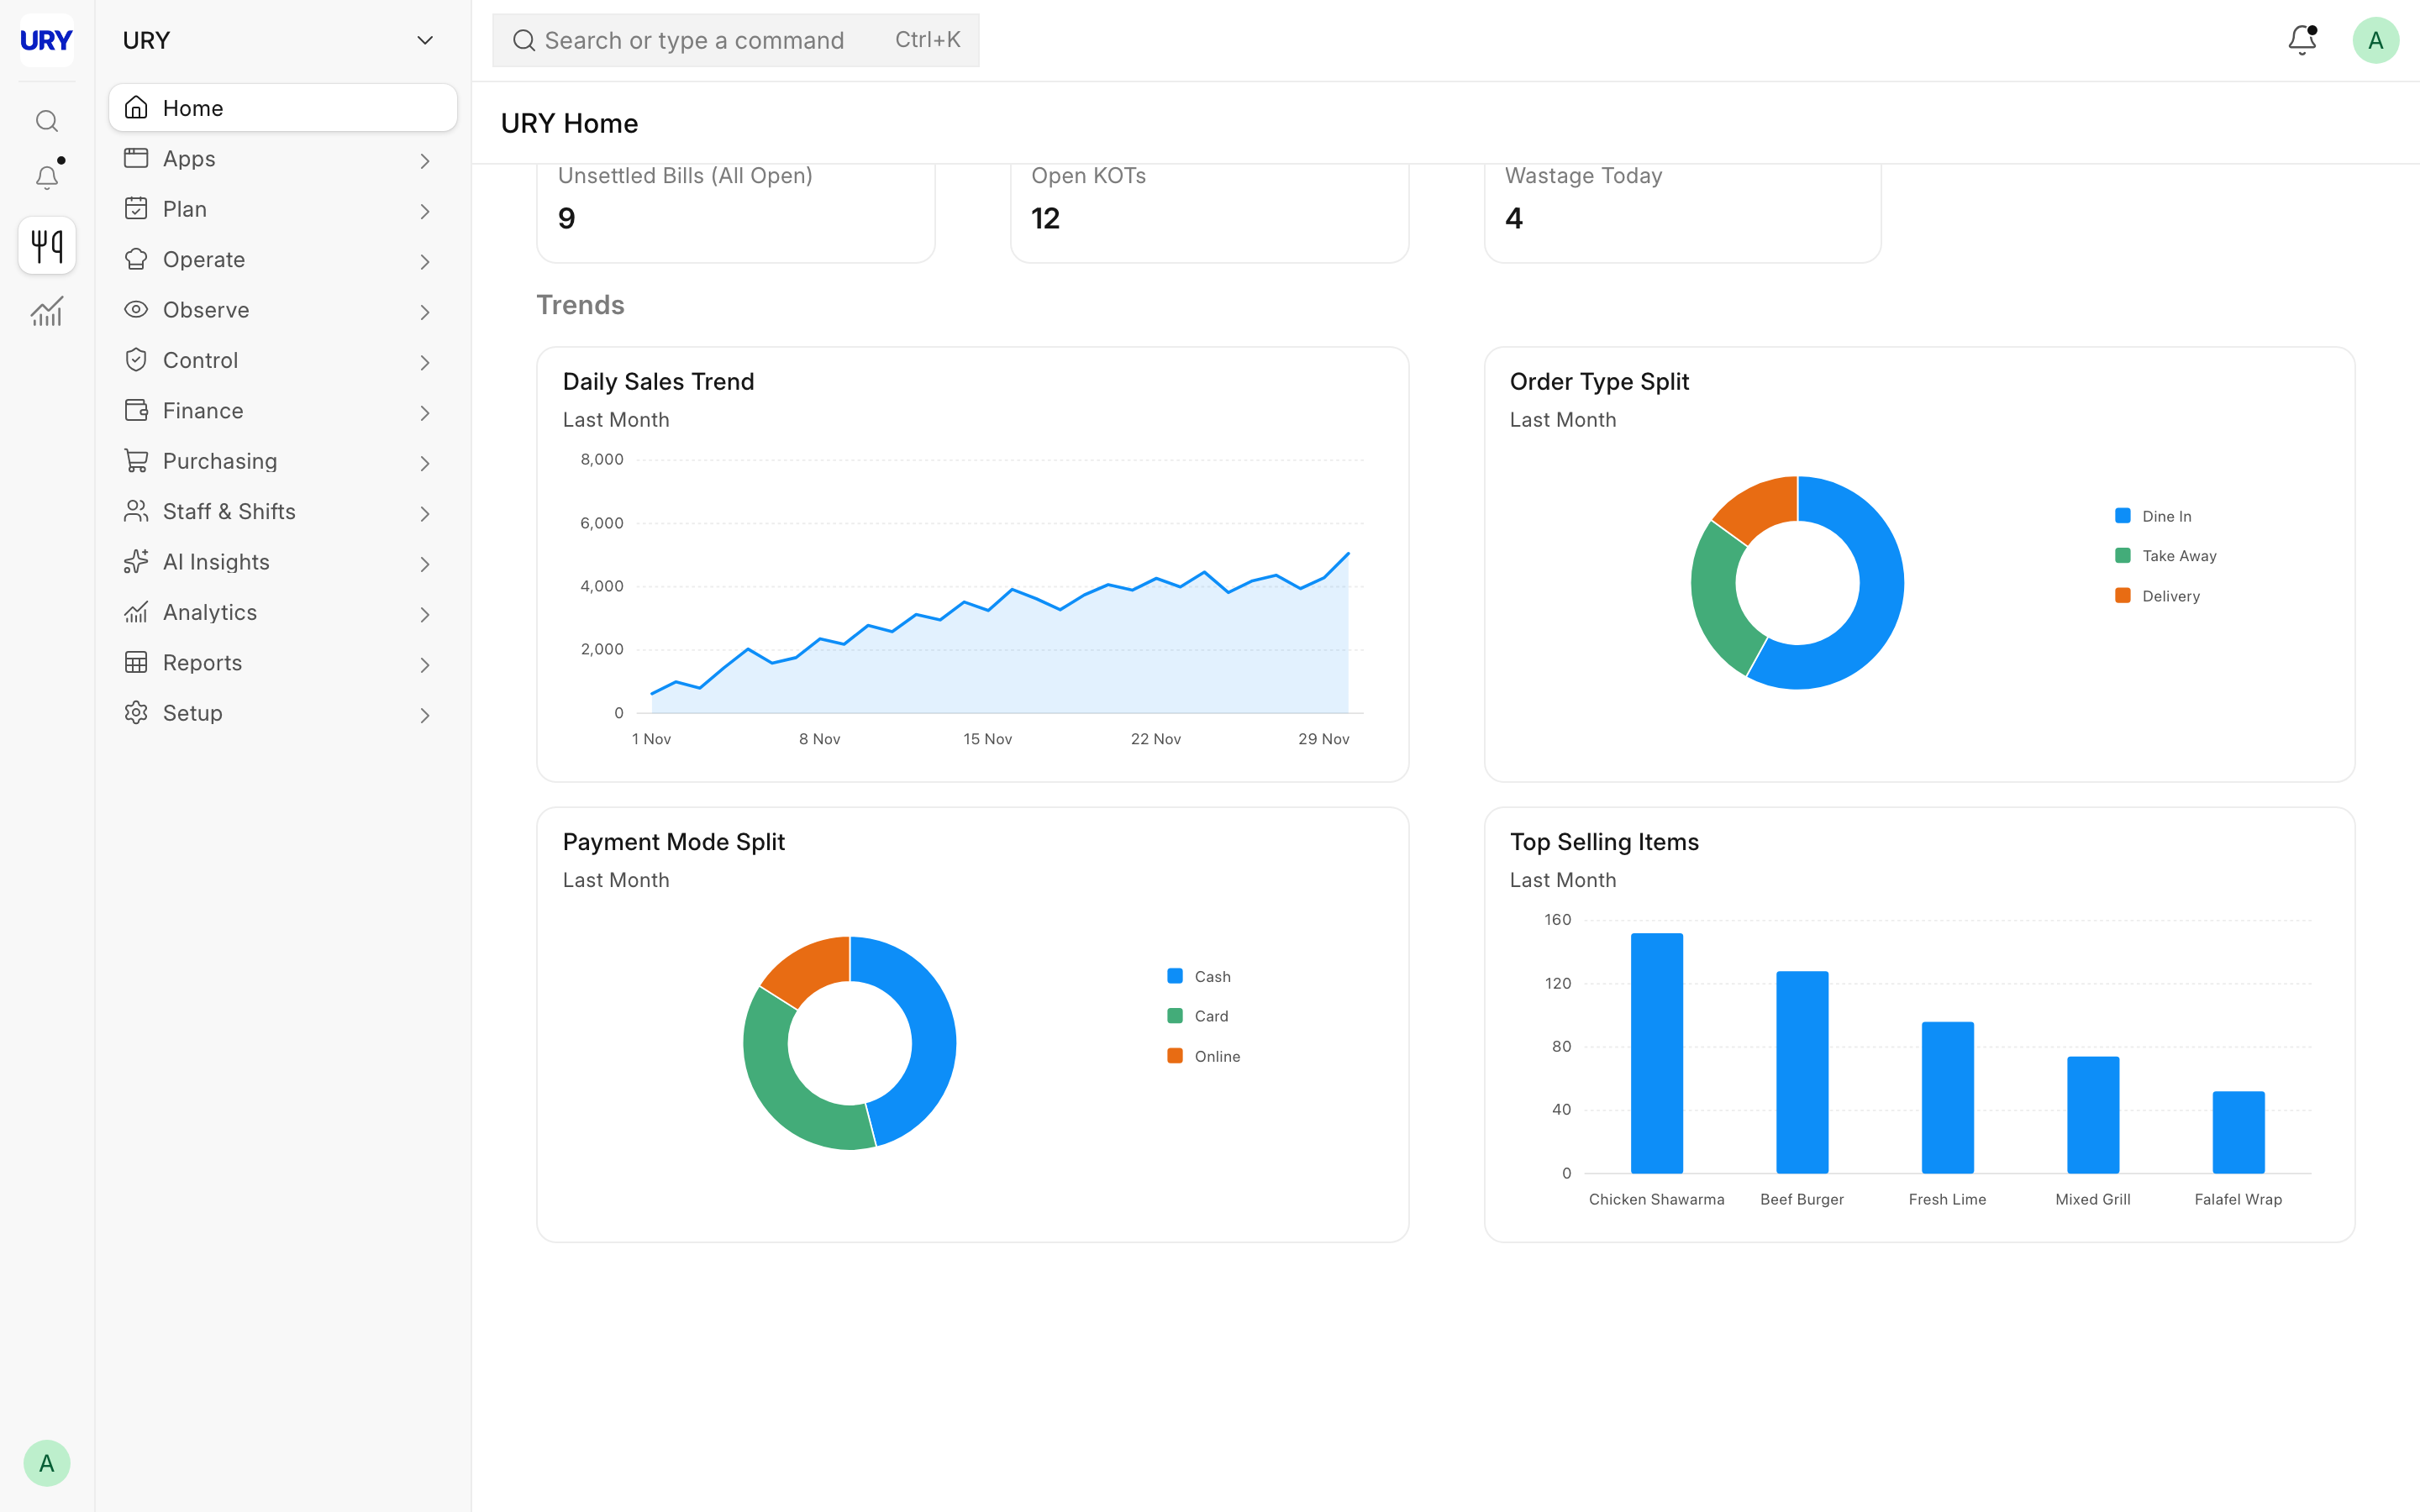 URY
URY
Search or type a command
Ctrl+K
A
Home
Apps
Plan
Operate
Observe
Control
Finance
Purchasing
Staff & Shifts
AI Insights
Analytics
Reports
Setup
A
URY Home
Unsettled Bills (All Open)
9
Open KOTs
12
Wastage Today
4
Trends
Daily Sales Trend
Last Month
8,000
6,000
4,000
2,000
0
1 Nov
8 Nov
15 Nov
22 Nov
29 Nov
Order Type Split
Last Month
Dine In
Take Away
Delivery
Payment Mode Split
Last Month
Cash
Card
Online
Top Selling Items
Last Month
160
120
80
40
0
Chicken Shawarma
Beef Burger
Fresh Lime
Mixed Grill
Falafel Wrap